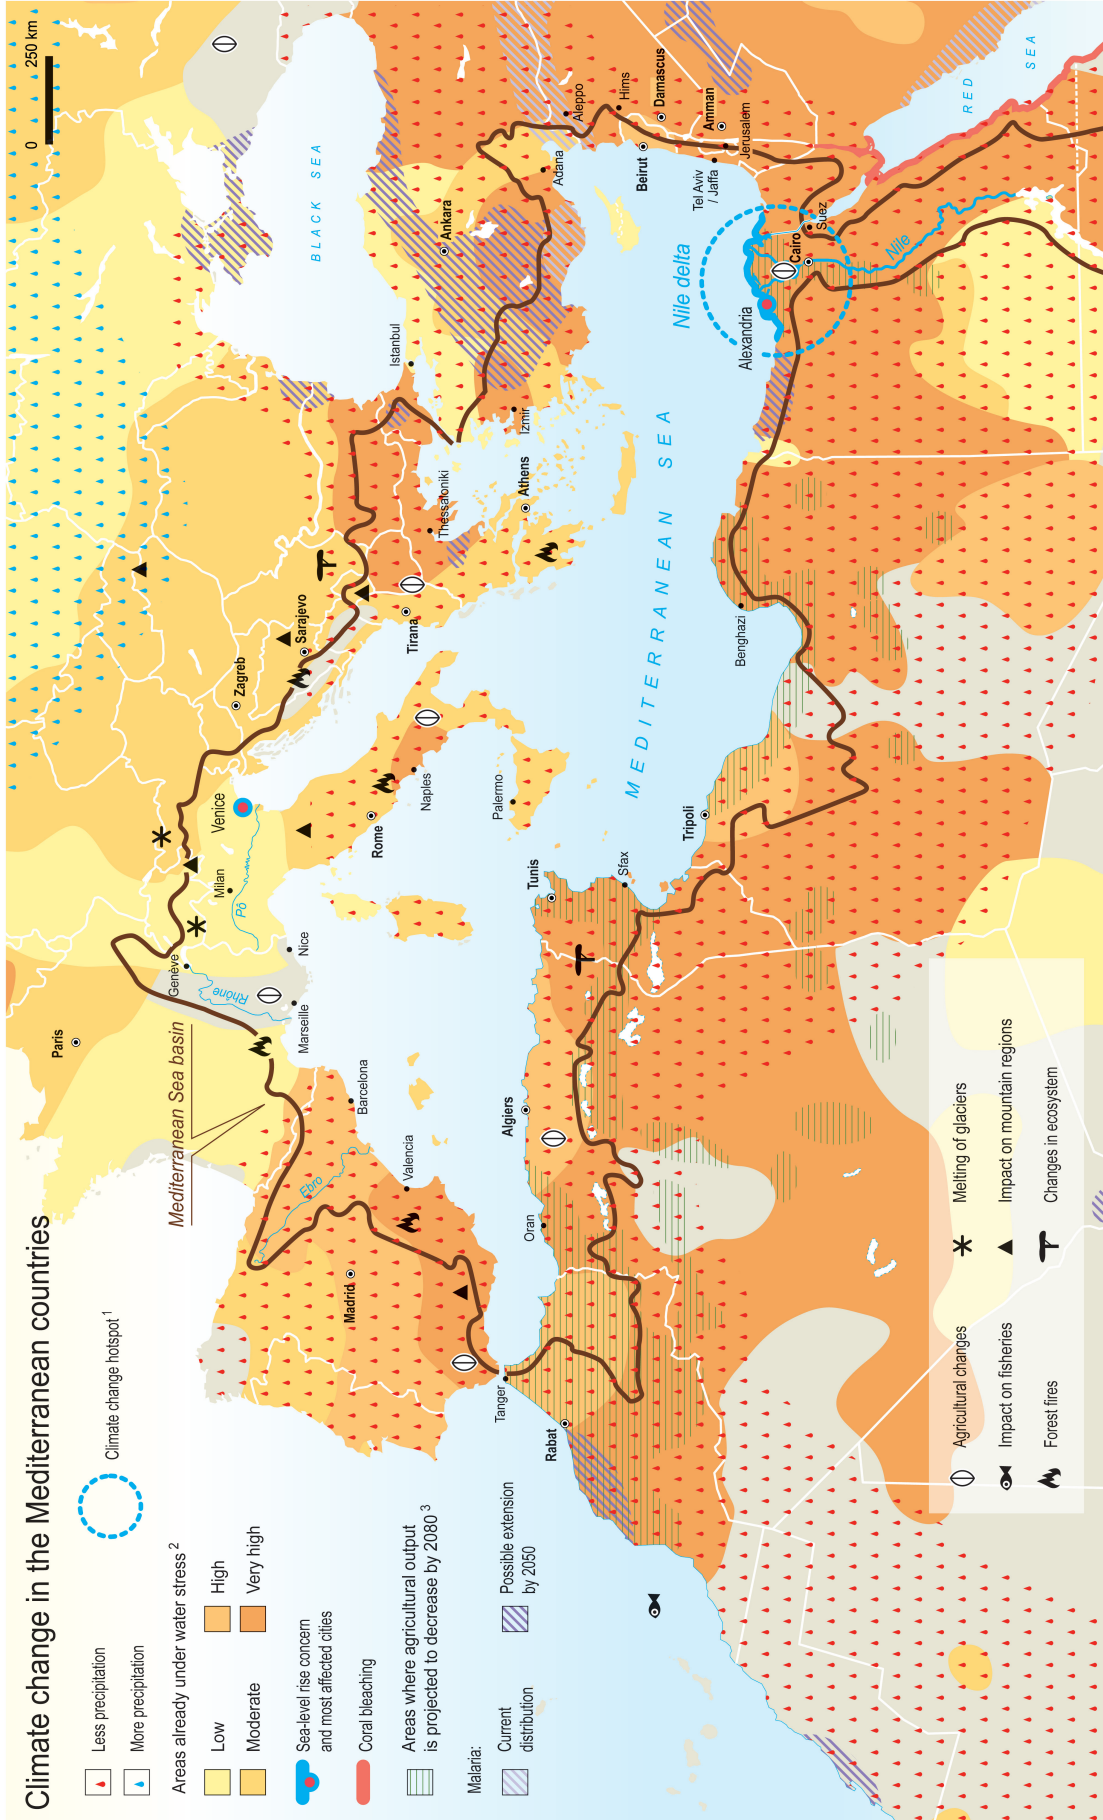 Climate change in the Mediterranean countries
Less precipitation
More precipitation
Climate change hotspot 1
Areas already under water stress 2
Low
Moderate
High
Very high
Sea-level rise concern
and most affected cities
Coral bleaching
Areas where agricultural output
is projected to decrease by 2080 3
Malaria:
Current
distribution
Possible extension
by 2050
Mediterranean Sea basin
0
250 km
Agricultural changes
Impact on fisheries
Forest fires
Melting of glaciers
Impact on mountain regions
Changes in ecosystem
BLACK SEA
MEDITERRANEAN SEA
RED
SEA
Paris
Genève
Rhône
Milan
Pô
Venice
Nice
Marseille
Zagreb
Sarajevo
Tirana
Rome
Naples
Palermo
Barcelona
Valencia
Ebro
Madrid
Thessaloniki
Athens
Istanbul
Izmir
Ankara
Adana
Aleppo
Hims
Damascus
Beirut
Amman
Jerusalem
Tel Aviv
/ Jaffa
Suez
Cairo
Nile
Nile delta
Alexandria
Benghazi
Tripoli
Sfax
Tunis
Algiers
Oran
Tanger
Rabat